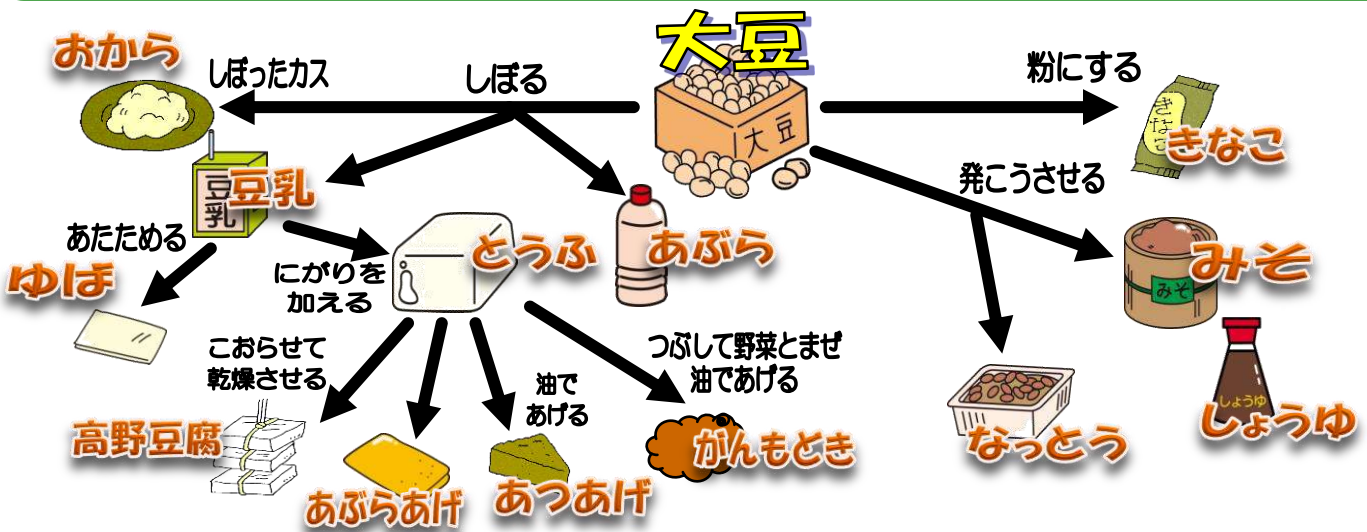 大豆
大豆
おから
しぼったカス
しぼる
粉にする
きなこ
きなこ
発こうさせる
豆乳
豆乳
あたためる
ゆば
にがりを
加える
とうふ
あぶら
みそ
みそ
こおらせて
乾燥させる
高野豆腐
あぶらあげ
油で
あげる
あつあげ
つぶして野菜とまぜ
油であげる
がんもどき
なっとう
しょうゆ
しょうゆ